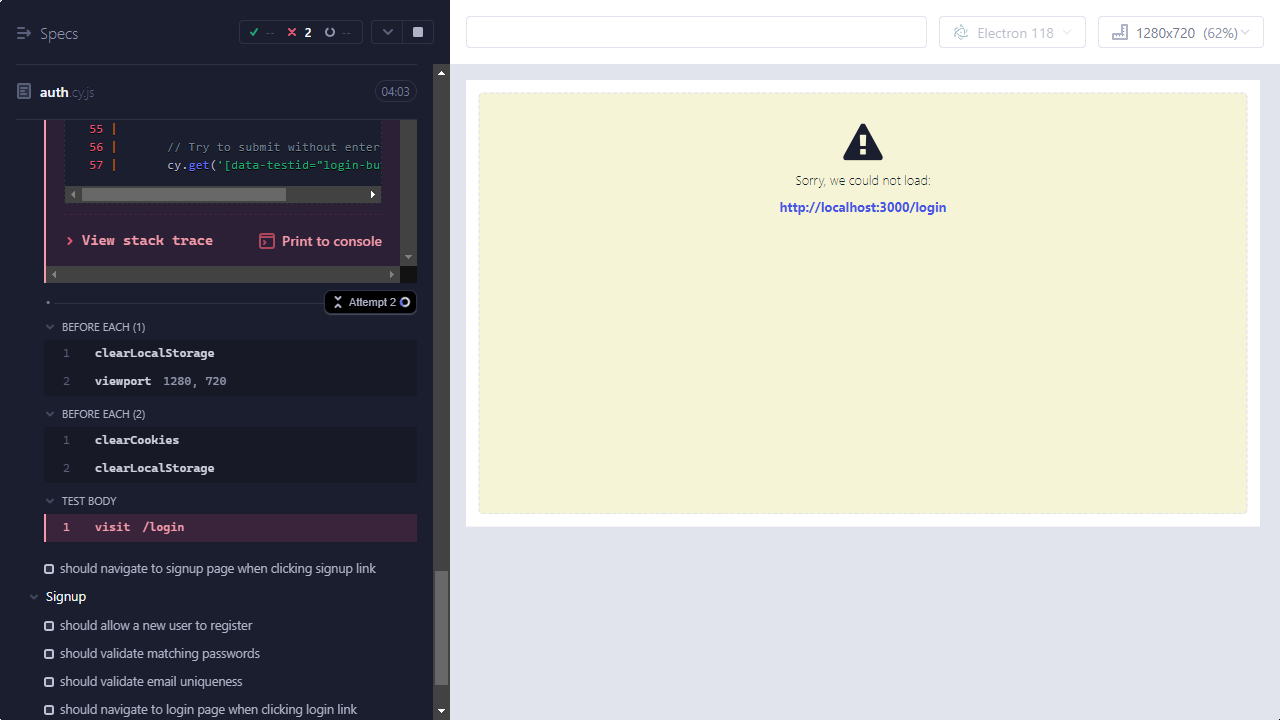 Specs
-- 2 --
auth.cy.js
04:03
55 |
56 | // Try to submit without enter
57 | cy.get('[data-testid="login-bu
View stack trace
Print to console
Attempt 2
BEFORE EACH (1)
1 clearLocalStorage
2 viewport 1280, 720
BEFORE EACH (2)
1 clearCookies
2 clearLocalStorage
TEST BODY
1 visit /login
should navigate to signup page when clicking signup link
Signup
should allow a new user to register
should validate matching passwords
should validate email uniqueness
should navigate to login page when clicking login link
Electron 118
1280x720 (62%)
Sorry, we could not load:
http://localhost:3000/login